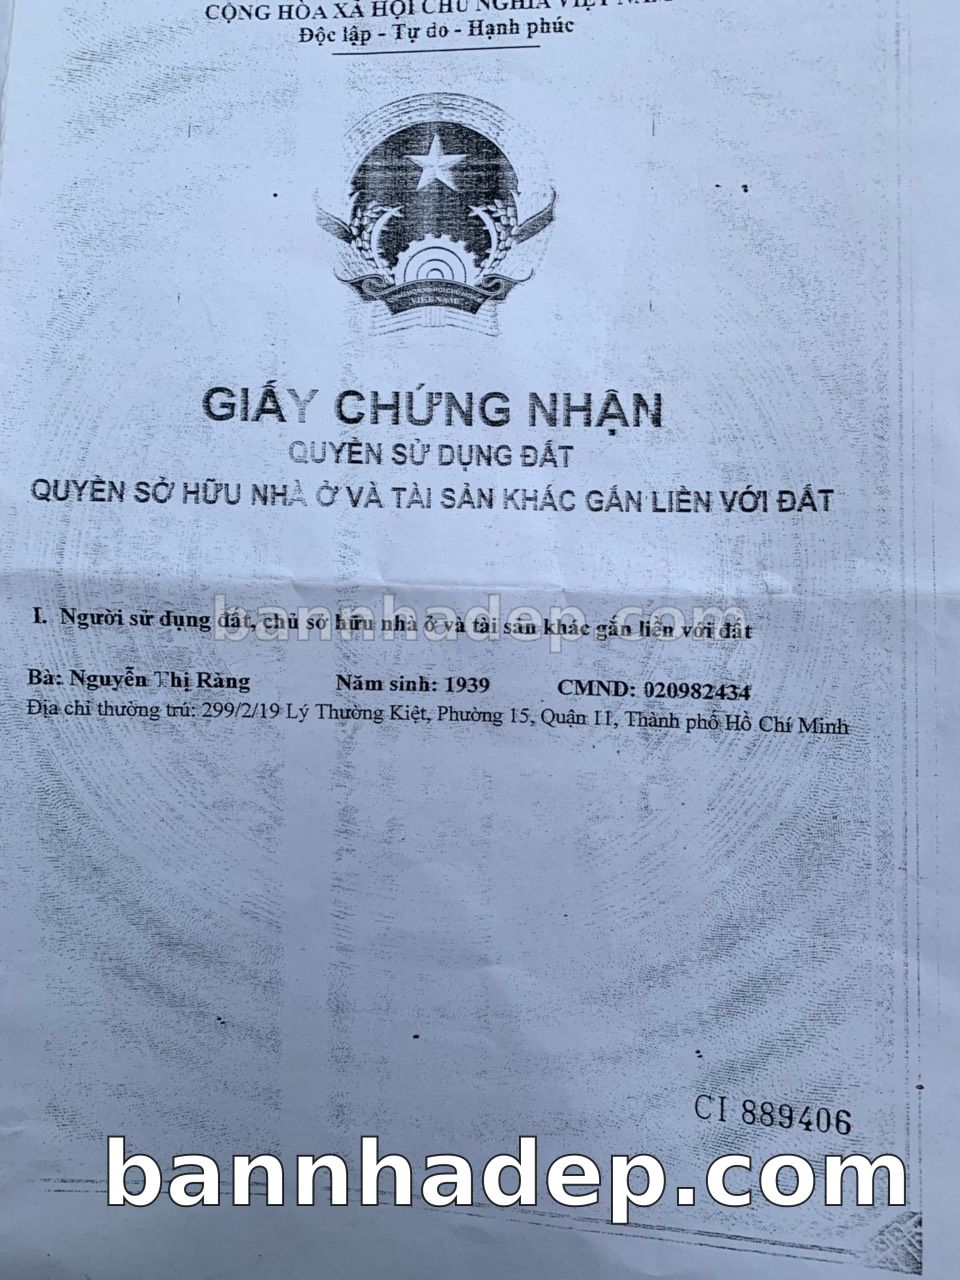 CỘNG HÒA XÃ HỘI CHỦ NGHĨA VIỆT NAM
Độc lập - Tự do - Hạnh phúc
GIẤY CHỨNG NHẬN
QUYỀN SỬ DỤNG ĐẤT
QUYỀN SỞ HỮU NHÀ Ở VÀ TÀI SẢN KHÁC GẮN LIỀN VỚI ĐẤT
bannhadep.com
I. Người sử dụng đất, chủ sở hữu nhà ở và tài sản khác gắn liền với đất
Bà: Nguyễn Thị Ràng Năm sinh: 1939 CMND: 020982434
Địa chỉ thường trú: 299/2/19 Lý Thường Kiệt, Phường 15, Quận 11, Thành phố Hồ Chí Minh
CI 889406
bannhadep.com